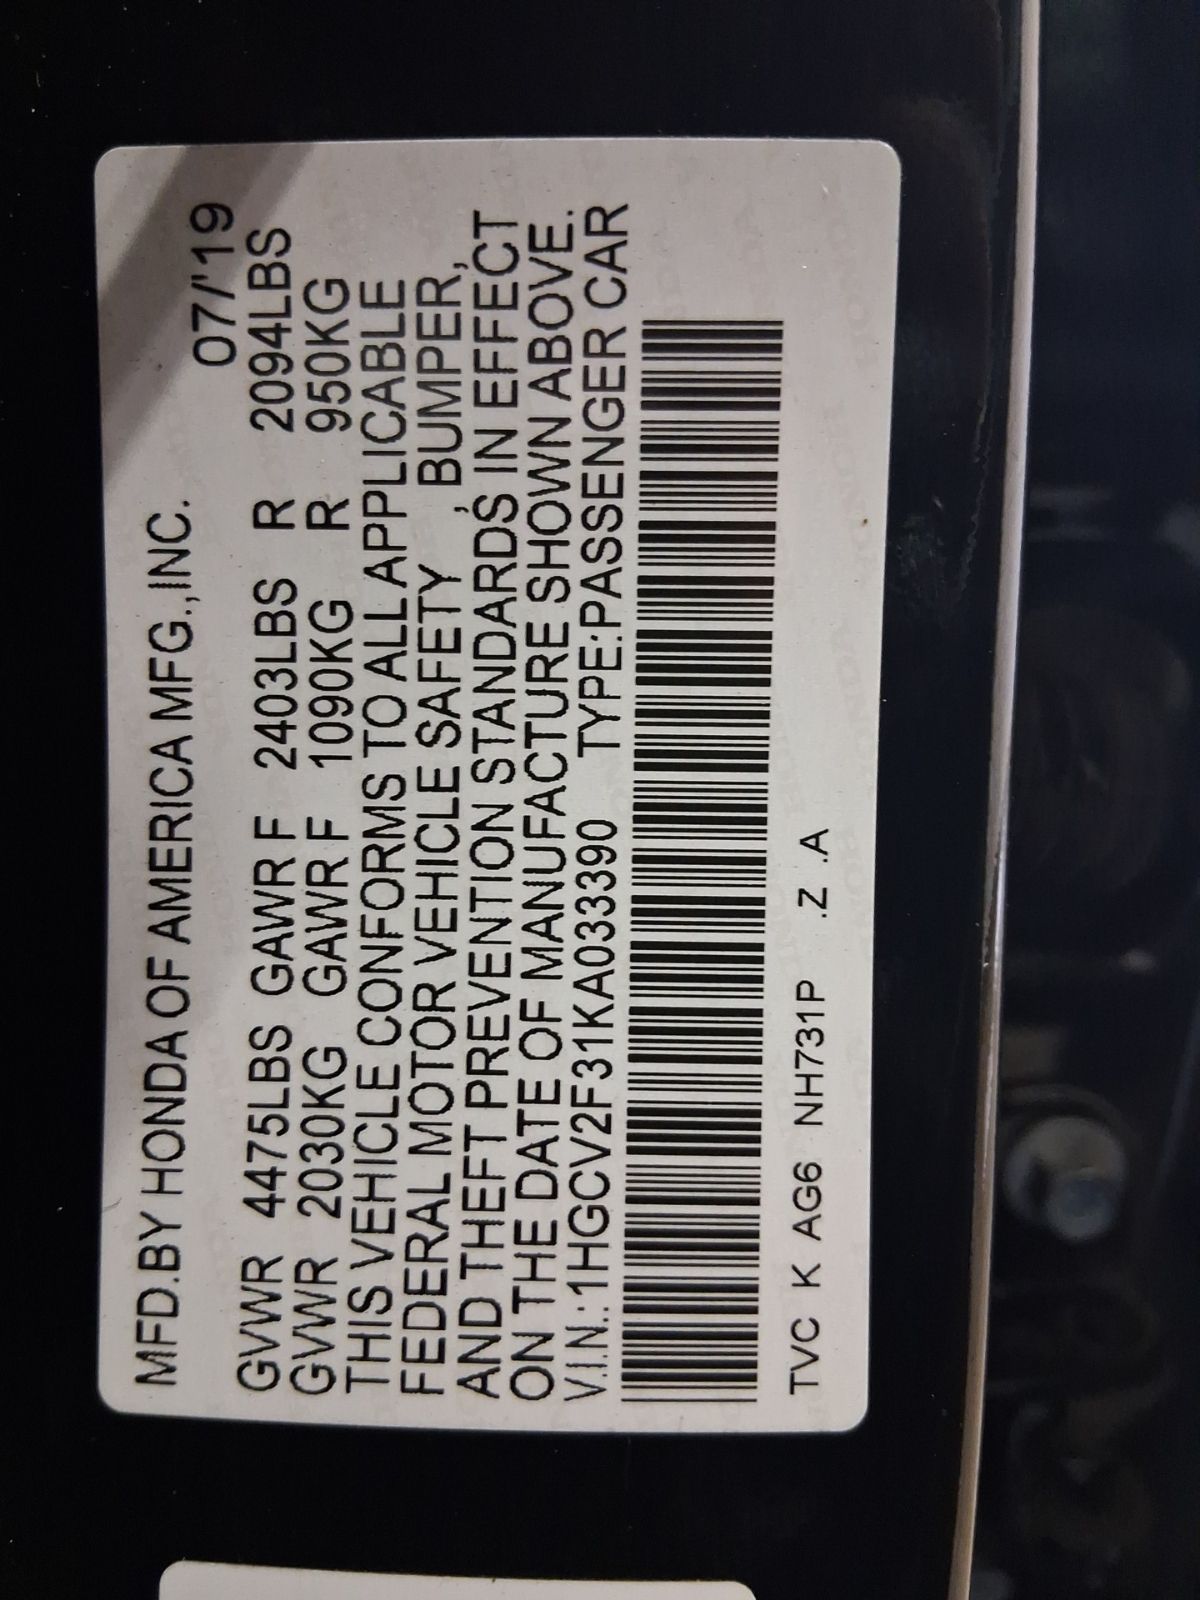 MFD.BY HONDA OF AMERICA MFG.,INC.
07/'19
GVWR 4475LBS GAWR F 2403LBS R 2094LBS
GVWR 2030KG GAWR F 1090KG R 950KG
THIS VEHICLE CONFORMS TO ALL APPLICABLE
FEDERAL MOTOR VEHICLE SAFETY , BUMPER,
AND THEFT PREVENTION STANDARDS IN EFFECT
ON THE DATE OF MANUFACTURE SHOWN ABOVE.
V.I.N.:1HGCV2F31KA033390 TYPE:PASSENGER CAR
TVC K AG6 NH731P .Z .A